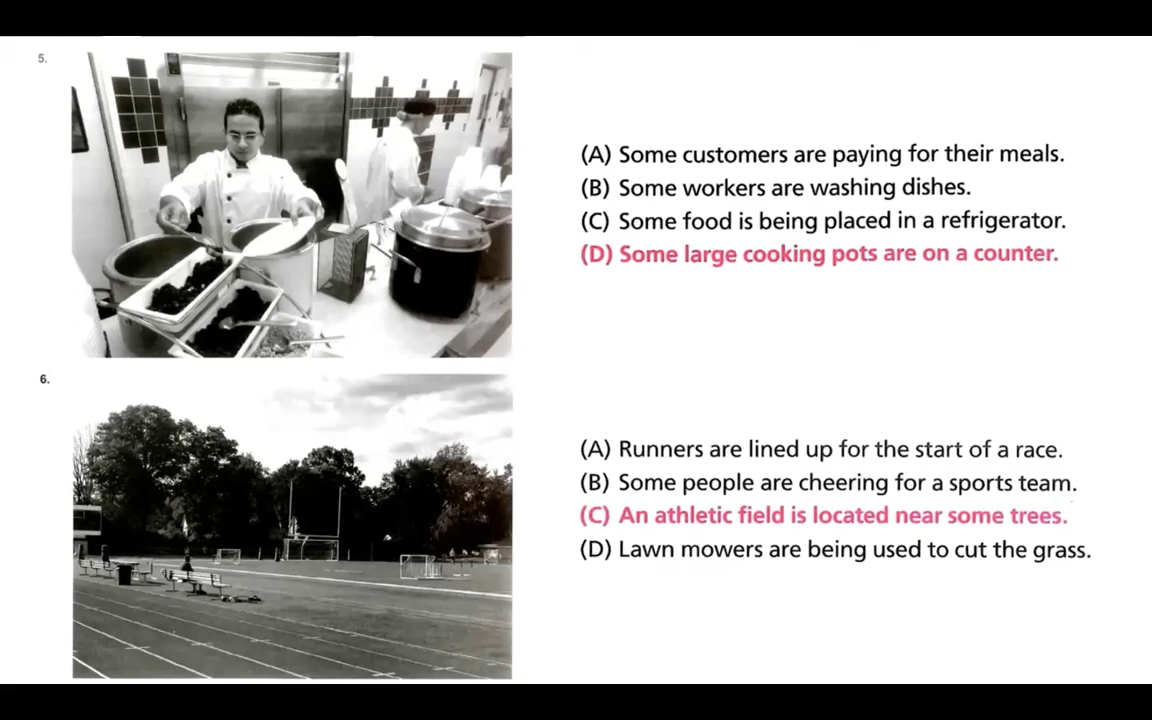 5.
(A) Some customers are paying for their meals.
(B) Some workers are washing dishes.
(C) Some food is being placed in a refrigerator.
(D) Some large cooking pots are on a counter.
6.
(A) Runners are lined up for the start of a race.
(B) Some people are cheering for a sports team.
(C) An athletic field is located near some trees.
(D) Lawn mowers are being used to cut the grass.